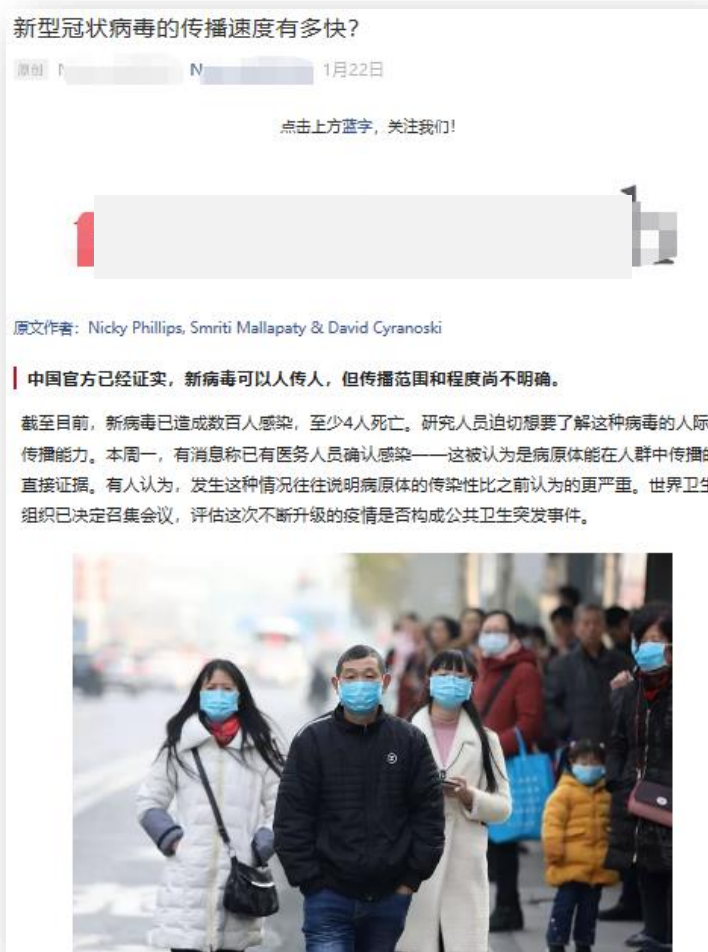 新型冠状病毒的传播速度有多快?
原创 N 1月22日
点击上方蓝字,关注我们!
原文作者:Nicky Phillips, Smriti Mallapaty & David Cyranoski
中国官方已经证实,新病毒可以人传人,但传播范围和程度尚不明确。
截至目前,新病毒已造成数百人感染,至少4人死亡。研究人员迫切想要了解这种病毒的人际
传播能力。本周一,有消息称已有医务人员确认感染——这被认为是病原体能在人群中传播的
直接证据。有人认为,发生这种情况往往说明病原体的传染性比之前认为的更严重。世界卫生
组织已决定召集会议,评估这次不断升级的疫情是否构成公共卫生突发事件。